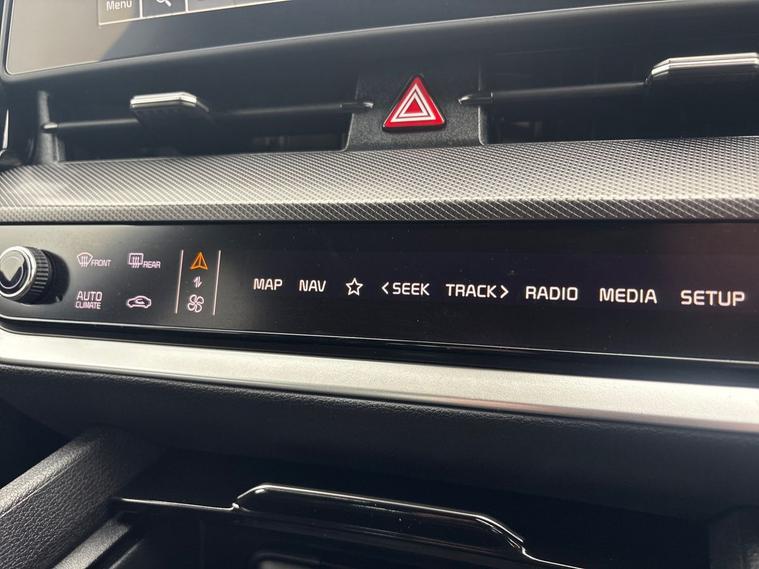 Menu
FRONT REAR
AUTO
CLIMATE
MAP NAV <SEEK TRACK> RADIO MEDIA SETUP